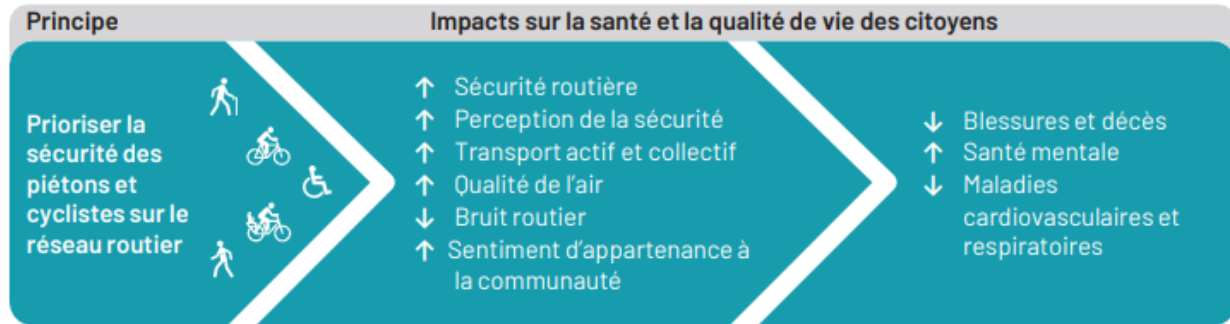 Principe
Impacts sur la santé et la qualité de vie des citoyens
Prioriser la
sécurité des
piétons et
cyclistes sur le
réseau routier
↑ Sécurité routière
↑ Perception de la sécurité
↑ Transport actif et collectif
↑ Qualité de l’air
↓ Bruit routier
↑ Sentiment d’appartenance à
la communauté
↓ Blessures et décès
↑ Santé mentale
↓ Maladies
cardiovasculaires et
respiratoires